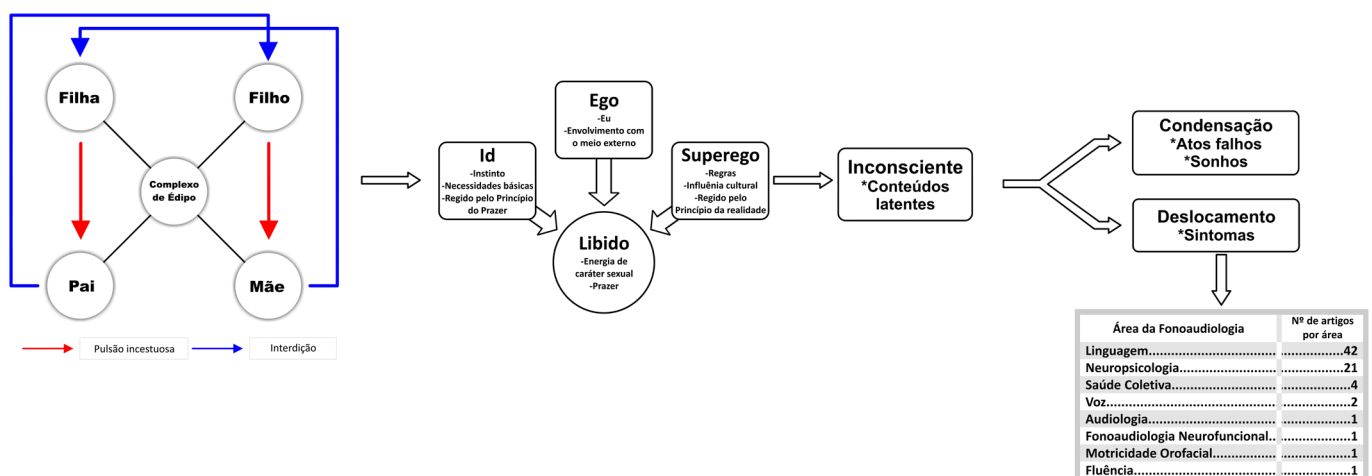 Filha
Filho
Complexo
de Édipo
Pai
Mãe
Pulsão incestuosa
Interdição
Ego
-Eu
-Envolvimento com
o meio externo
Id
-Instinto
-Necessidades básicas
-Regido pelo Princípio
do Prazer
Superego
-Regras
-Influênia cultural
-Regido pelo
Princípio da realidade
Libido
-Energia de
caráter sexual
-Prazer
Inconsciente
*Conteúdos
latentes
Condensação
*Atos falhos
*Sonhos
Deslocamento
*Sintomas
Área da Fonoaudiologia
Nº de artigos
por área
Linguagem.................................. ................42
Neuropsicologia........................... ................21
Saúde Coletiva............................. .................4
Voz............................................. .................2
Audiologia................................... .................1
Fonoaudiologia Neurofuncional.. .................1
Motricidade Orofacial................... .................1
Fluência...................................... .................1